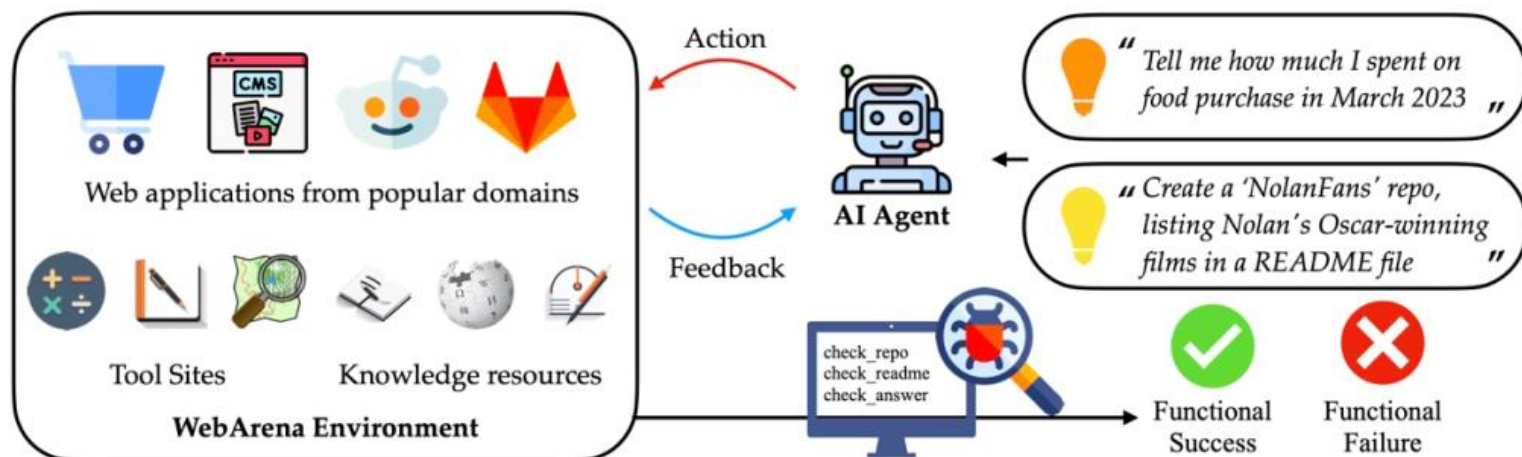 CMS
Web applications from popular domains
Tool Sites
Knowledge resources
WebArena Environment
Action
Feedback
AI Agent
“ Tell me how much I spent on
food purchase in March 2023 ”
“ Create a ‘NolanFans’ repo,
listing Nolan's Oscar-winning
films in a README file ”
check_repo
check_readme
check_answer
Functional
Success
Functional
Failure